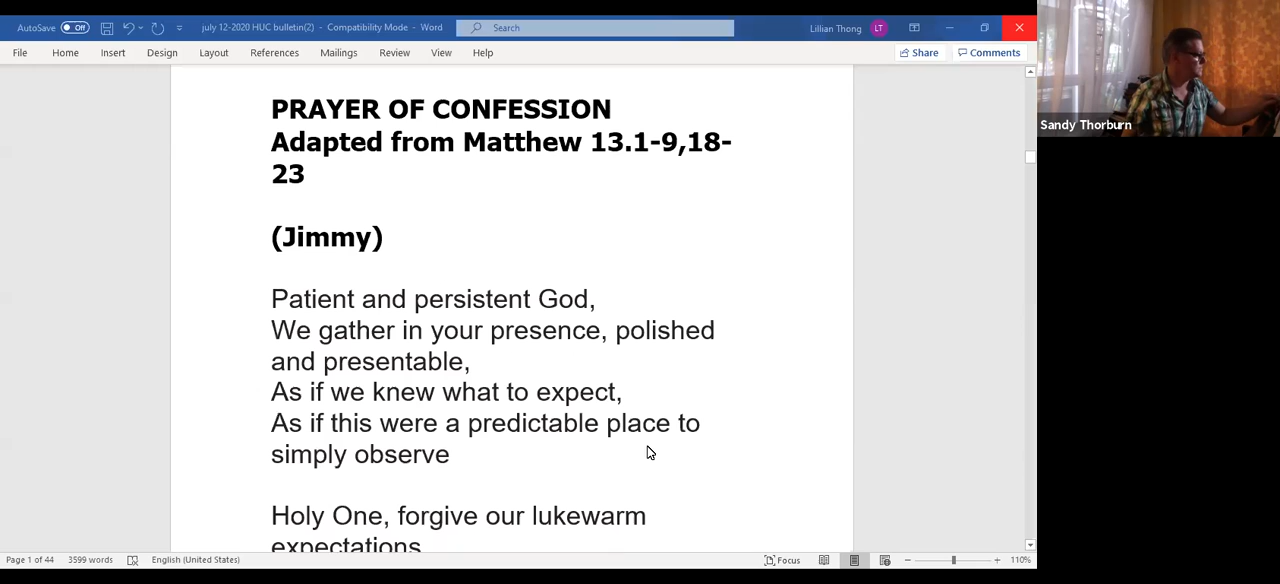 AutoSave Off july 12-2020 HUC bulletin(2) - Compatibility Mode - Word Search Lillian Thong LT
File Home Insert Design Layout References Mailings Review View Help Share Comments
Sandy Thorburn
PRAYER OF CONFESSION
Adapted from Matthew 13.1-9,18-
23
(Jimmy)
Patient and persistent God,
We gather in your presence, polished
and presentable,
As if we knew what to expect,
As if this were a predictable place to
simply observe
Holy One, forgive our lukewarm
expectations
Page 1 of 44 3599 words English (United States) Focus 110%